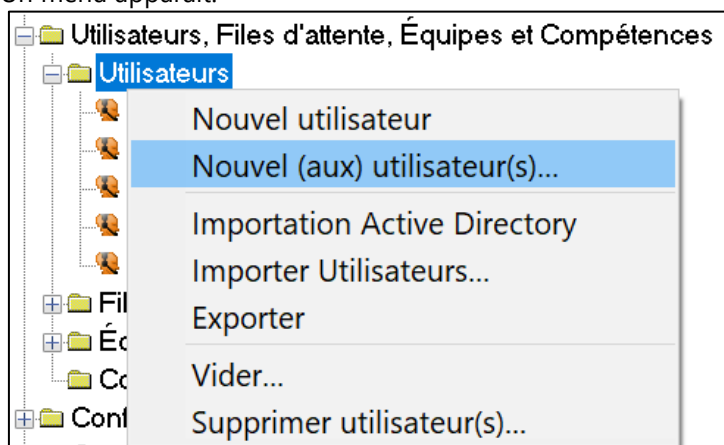 Un menu apparaît.
Utilisateurs, Files d'attente, Équipes et Compétences
Utilisateurs
Nouvel utilisateur
Nouvel (aux) utilisateur(s)...
Importation Active Directory
Importer Utilisateurs...
Exporter
Vider...
Supprimer utilisateur(s)...